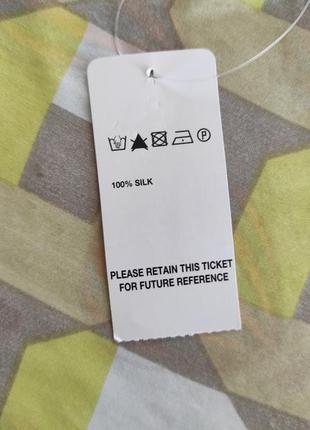 100% SILK
PLEASE RETAIN THIS TICKET
FOR FUTURE REFERENCE